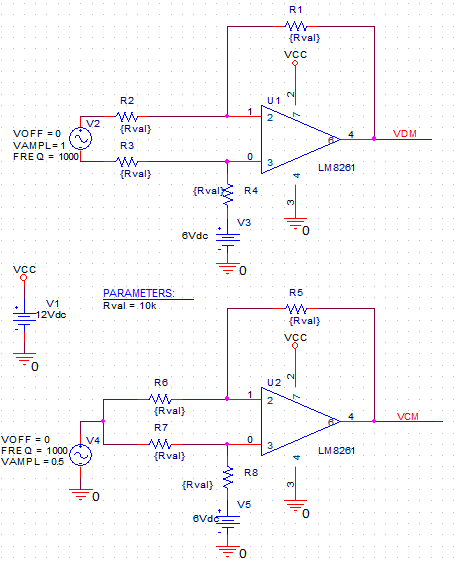 R1
{Rval}
VCC
2
7
U1
R2
{Rval}
1
2
V2
VOFF = 0
VAMPL = 1
FREQ = 1000
6
4
VDM
R3
{Rval}
0
3
LM8261
{Rval}
R4
4
3
0
V3
6Vdc
0
VCC
V1
12Vdc
0
PARAMETERS:
Rval = 10k
R5
{Rval}
VCC
2
7
U2
R6
{Rval}
1
2
6
4
VCM
R7
{Rval}
0
3
LM8261
VOFF = 0
FREQ = 1000
VAMPL = 0.5
V4
0
{Rval}
R8
4
3
0
V5
6Vdc
0